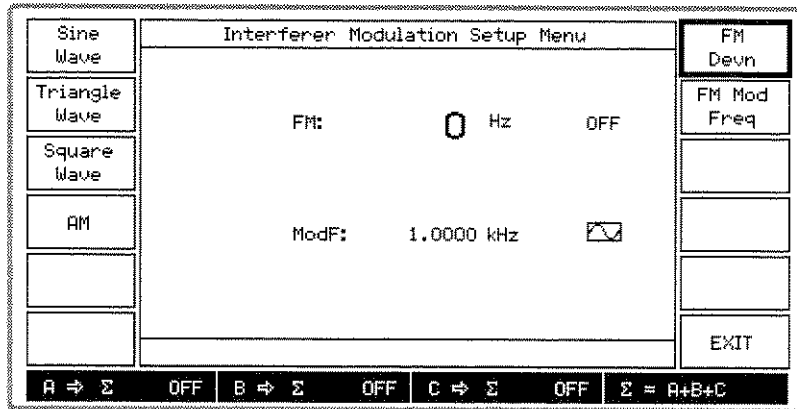 Interferer Modulation Setup Menu
Sine
Wave
Triangle
Wave
Square
Wave
AM
FM: 0 Hz OFF
ModF: 1.0000 kHz
FM
Devn
FM Mod
Freq
EXIT
A ⇒ Σ OFF B ⇒ Σ OFF C ⇒ Σ OFF Σ = A+B+C